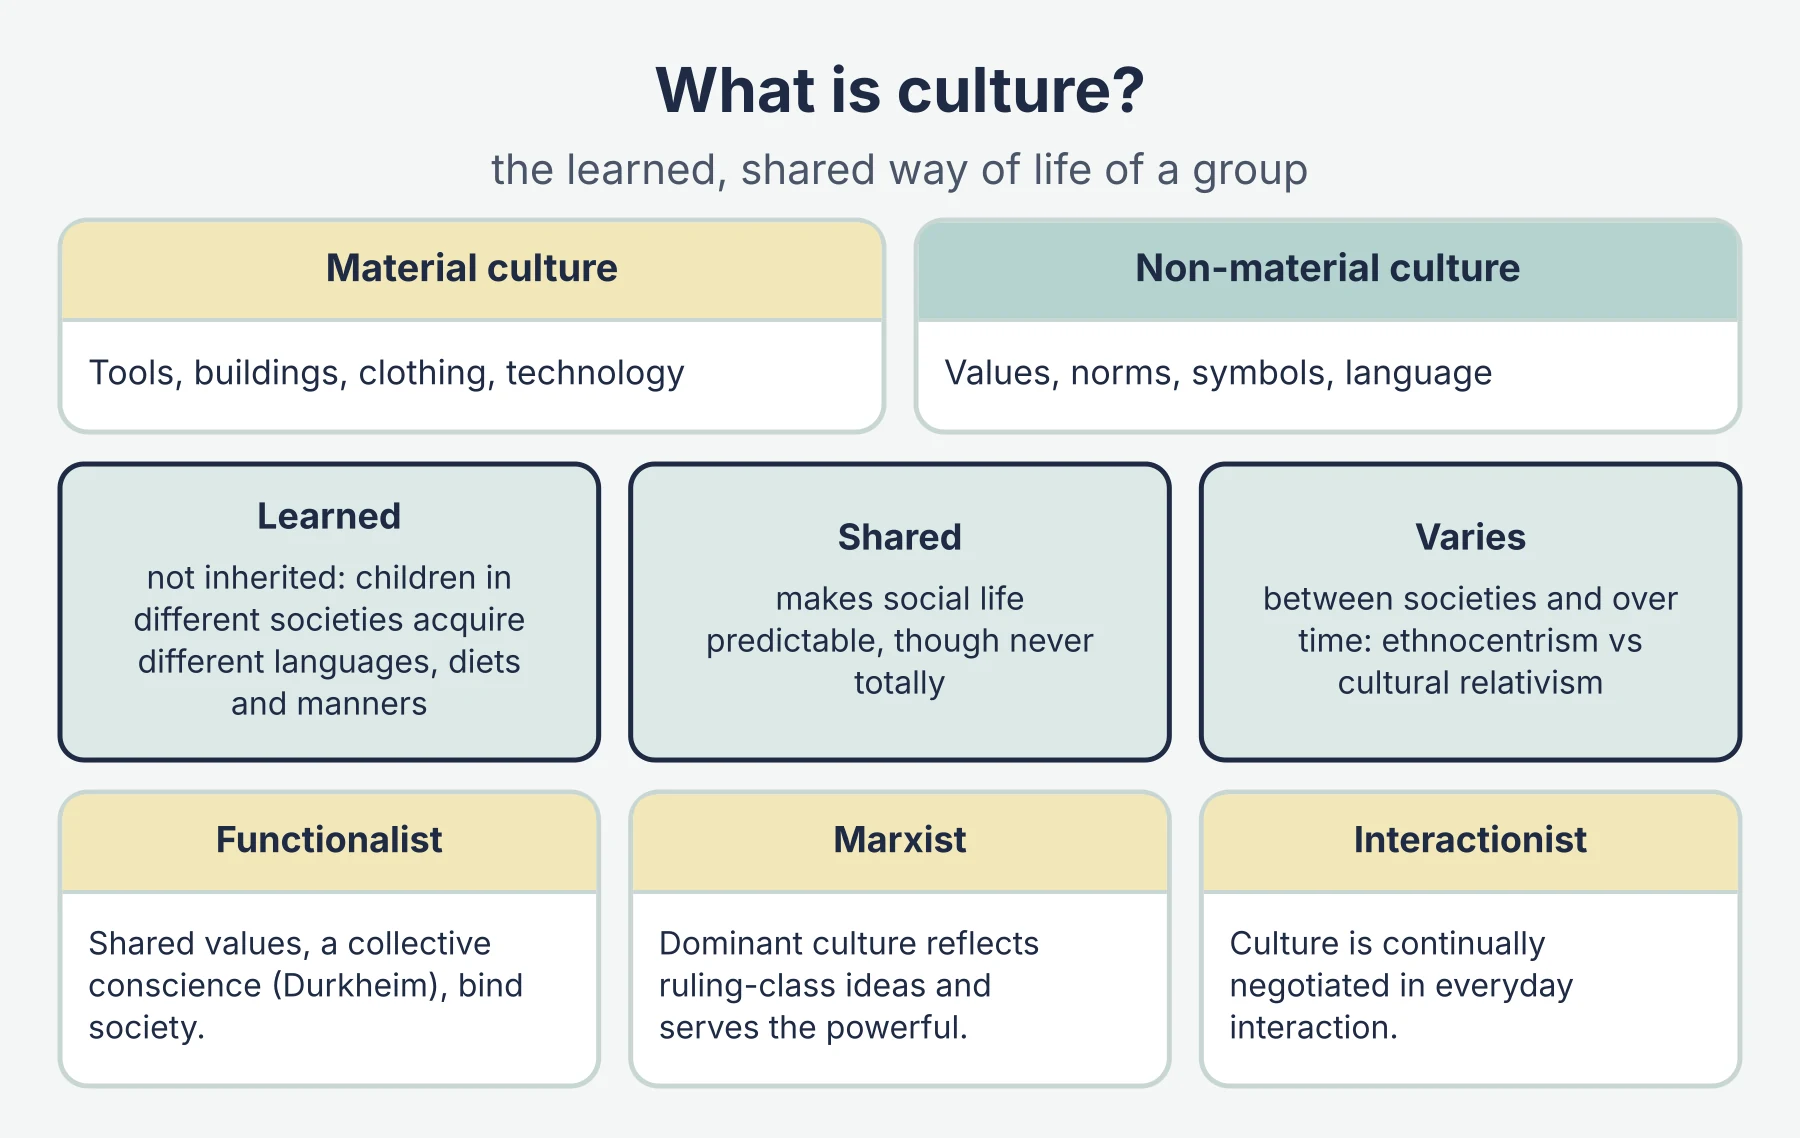 What is culture?
the learned, shared way of life of a group
Material culture
Tools, buildings, clothing, technology
Non-material culture
Values, norms, symbols, language
Learned
not inherited: children in
different societies acquire
different languages, diets
and manners
Shared
makes social life
predictable, though never
totally
Varies
between societies and over
time: ethnocentrism vs
cultural relativism
Functionalist
Shared values, a collective
conscience (Durkheim), bind
society.
Marxist
Dominant culture reflects
ruling-class ideas and
serves the powerful.
Interactionist
Culture is continually
negotiated in everyday
interaction.